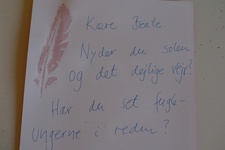 Kære Beate
Nyder du solen
og det dejlige vejr?
Har du set fugle-
ungerne i reden?